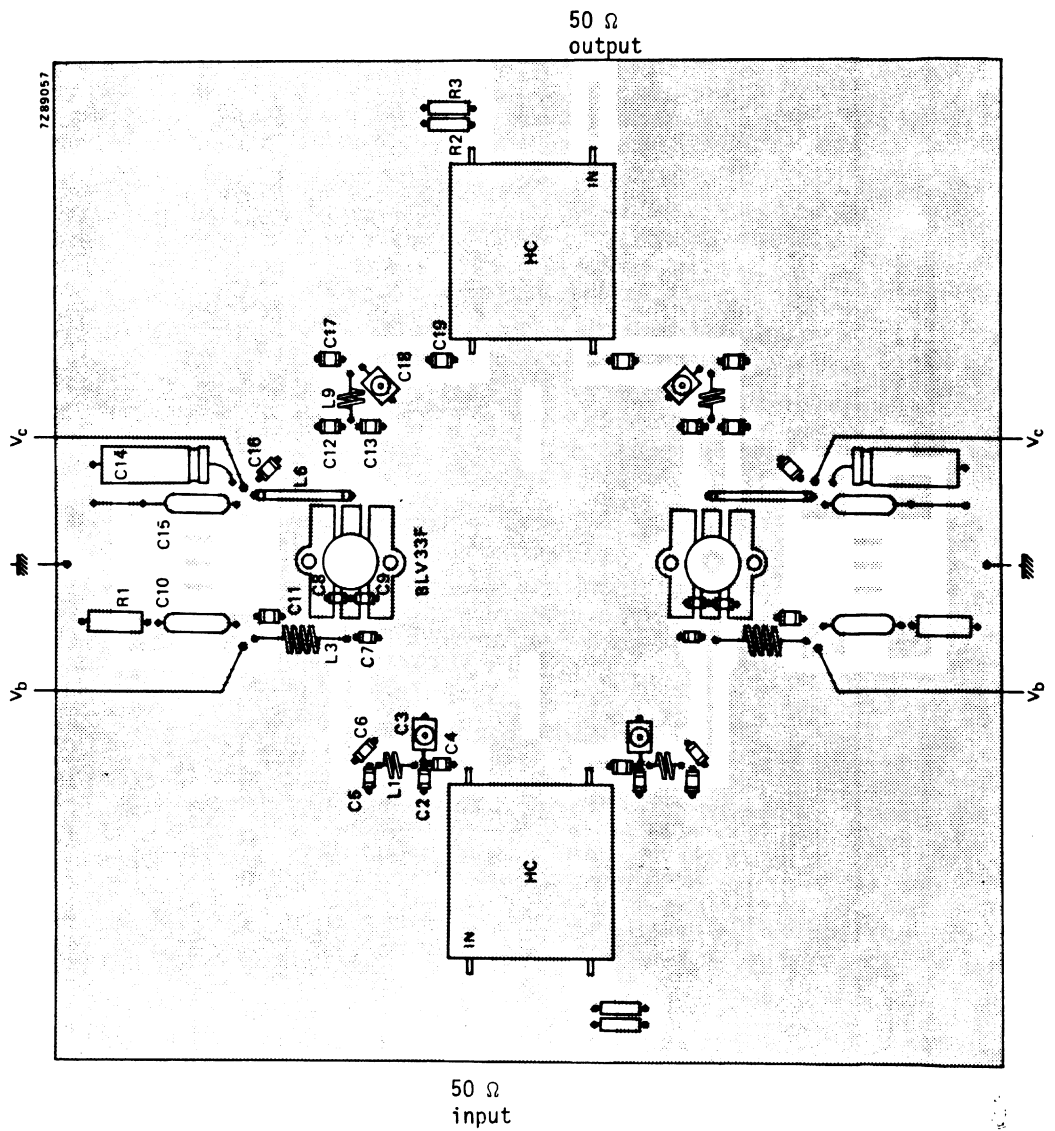 50 Ω
output
7289057
R3
R2
IN
HC
C17
C19
C18
L9
C12
C13
Vc
C14
C16
L6
Vc
C15
BLV33F
R1
C10
C11
C8
C9
L3
C7
Vb
Vb
C6
C3
C4
C5
L1
C2
HC
IN
50 Ω
input